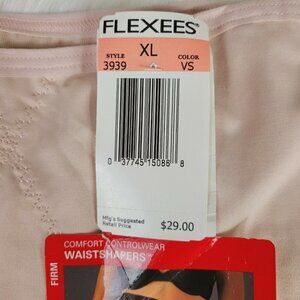 FLEXEES®
STYLE XL COLOR
3939 VS
0 37745 15086 8
Mfg's Suggested
Retail Price
$29.00
COMFORT CONTROLWEAR
WAISTSHAPERS
FIRM